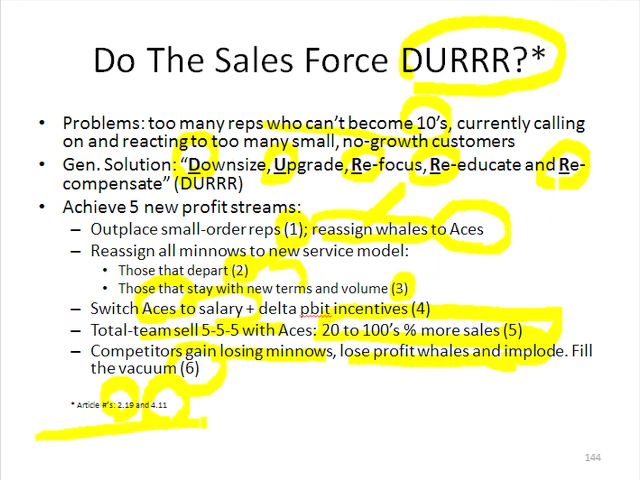 Do The Sales Force DURRR?*
• Problems: too many reps who can't become 10's, currently calling
on and reacting to too many small, no-growth customers
• Gen. Solution: "Downsize, Upgrade, Re-focus, Re-educate and Re-
compensate" (DURRR)
• Achieve 5 new profit streams:
– Outplace small-order reps (1); reassign whales to Aces
– Reassign all minnows to new service model:
• Those that depart (2)
• Those that stay with new terms and volume (3)
– Switch Aces to salary + delta pbit incentives (4)
– Total-team sell 5-5-5 with Aces: 20 to 100's % more sales (5)
– Competitors gain losing minnows, lose profit whales and implode. Fill
the vacuum (6)
* Article #'s: 2.19 and 4.11
144